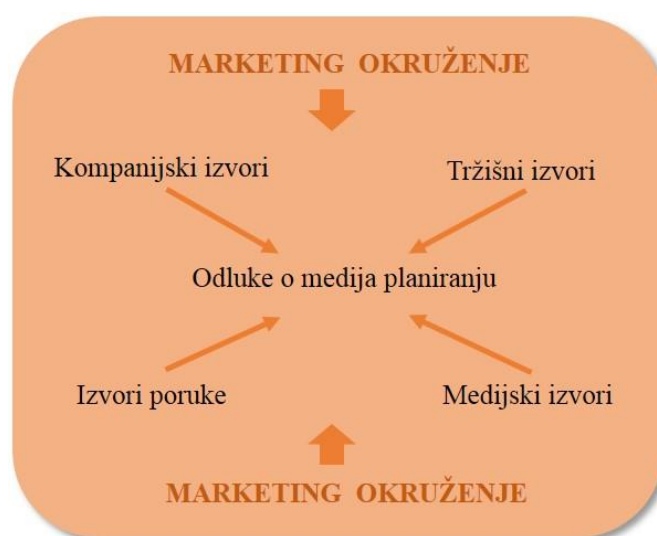 MARKETING OKRUŽENJE
Kompanijski izvori
Tržišni izvori
Odluke o medija planiranju
Izvori poruke
Medijski izvori
MARKETING OKRUŽENJE